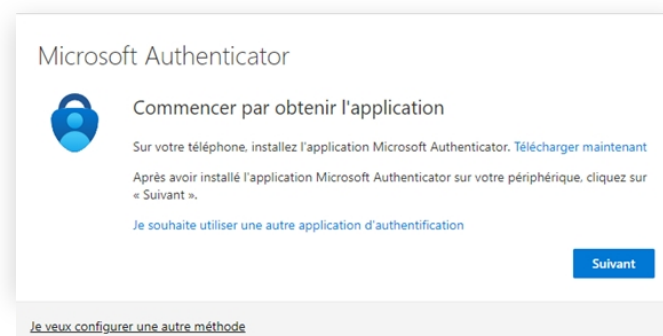 Microsoft Authenticator
Commencer par obtenir l'application
Sur votre téléphone, installez l'application Microsoft Authenticator. Télécharger maintenant
Après avoir installé l'application Microsoft Authenticator sur votre périphérique, cliquez sur
« Suivant ».
Je souhaite utiliser une autre application d'authentification
Suivant
Je veux configurer une autre méthode